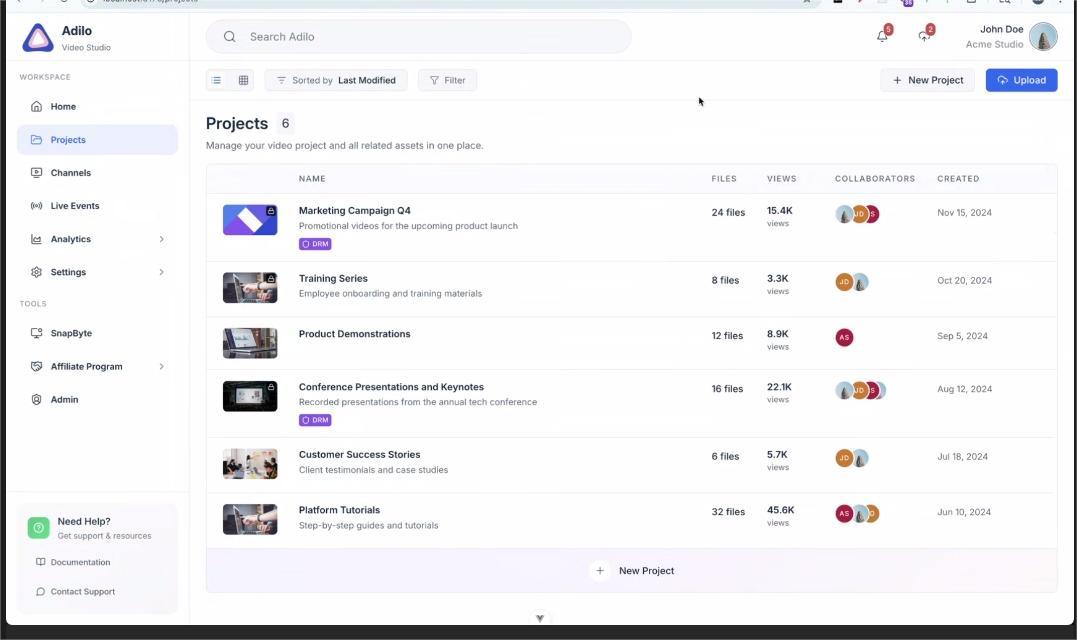 Adilo
Video Studio
Search Adilo
5
2
John Doe
Acme Studio
WORKSPACE
Home
Projects
Channels
Live Events
Analytics
Settings
TOOLS
SnapByte
Affiliate Program
Admin
Need Help?
Get support & resources
Documentation
Contact Support
Sorted by Last Modified
Filter
New Project
Upload
Projects 6
Manage your video project and all related assets in one place.
NAME FILES VIEWS COLLABORATORS CREATED
Marketing Campaign Q4 24 files 15.4K JD S Nov 15, 2024
Promotional videos for the upcoming product launch views
DRM
Training Series 8 files 3.3K JD Oct 20, 2024
Employee onboarding and training materials views
Product Demonstrations 12 files 8.9K AS Sep 5, 2024
views
Conference Presentations and Keynotes 16 files 22.1K JD S Aug 12, 2024
Recorded presentations from the annual tech conference views
DRM
Customer Success Stories 6 files 5.7K JD Jul 18, 2024
Client testimonials and case studies views
Platform Tutorials 32 files 45.6K AS D Jun 10, 2024
Step-by-step guides and tutorials views
New Project